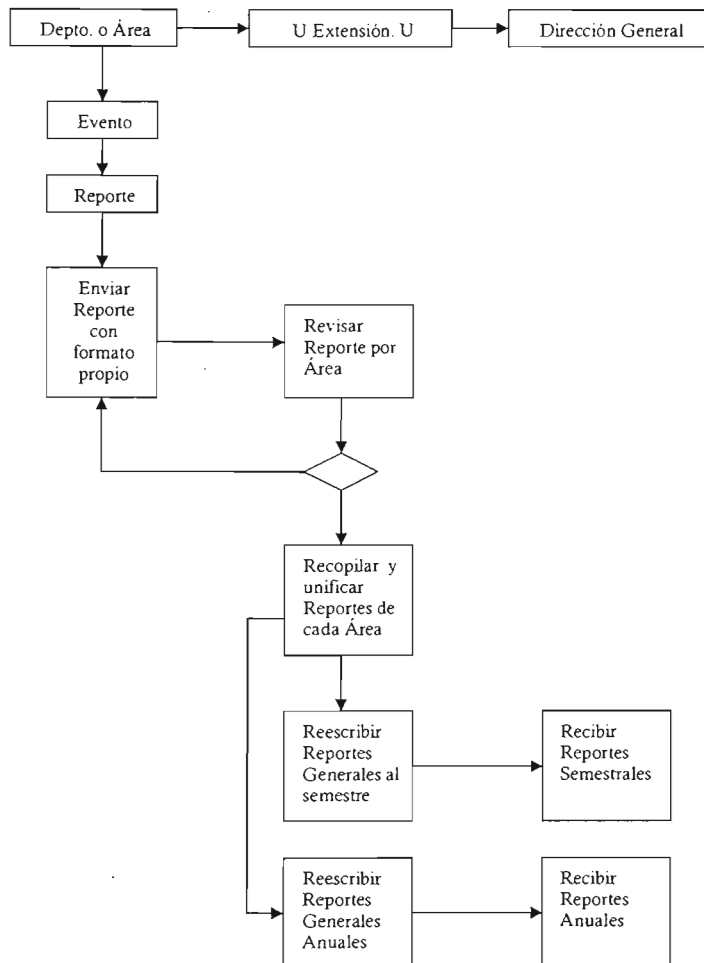 Depto. o Área
U Extensión. U
Dirección General
Evento
Reporte
Enviar
Reporte
con
formato
propio
Revisar
Reporte por
Área
Recopilar y
unificar
Reportes de
cada Área
Reescribir
Reportes
Generales al
semestre
Recibir
Reportes
Semestrales
Reescribir
Reportes
Generales
Anuales
Recibir
Reportes
Anuales